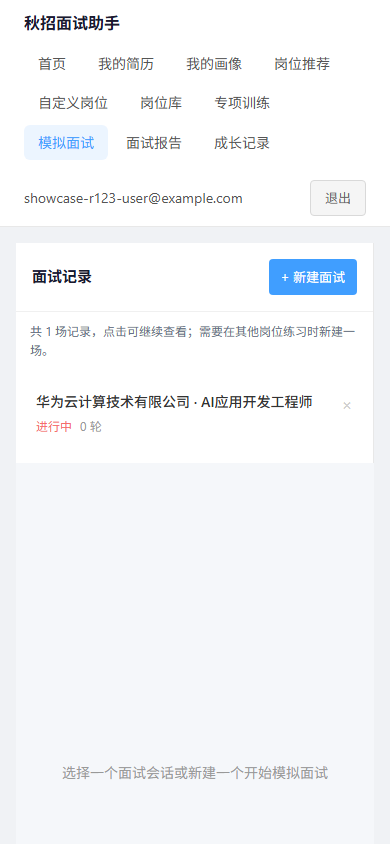 秋招面试助手
首页 我的简历 我的画像 岗位推荐
自定义岗位 岗位库 专项训练
模拟面试 面试报告 成长记录
showcase-r123-user@example.com 退出
面试记录 + 新建面试
共 1 场记录，点击可继续查看；需要在其他岗位练习时新建一
场。
华为云计算技术有限公司 · AI应用开发工程师 ×
进行中 0 轮
选择一个面试会话或新建一个开始模拟面试